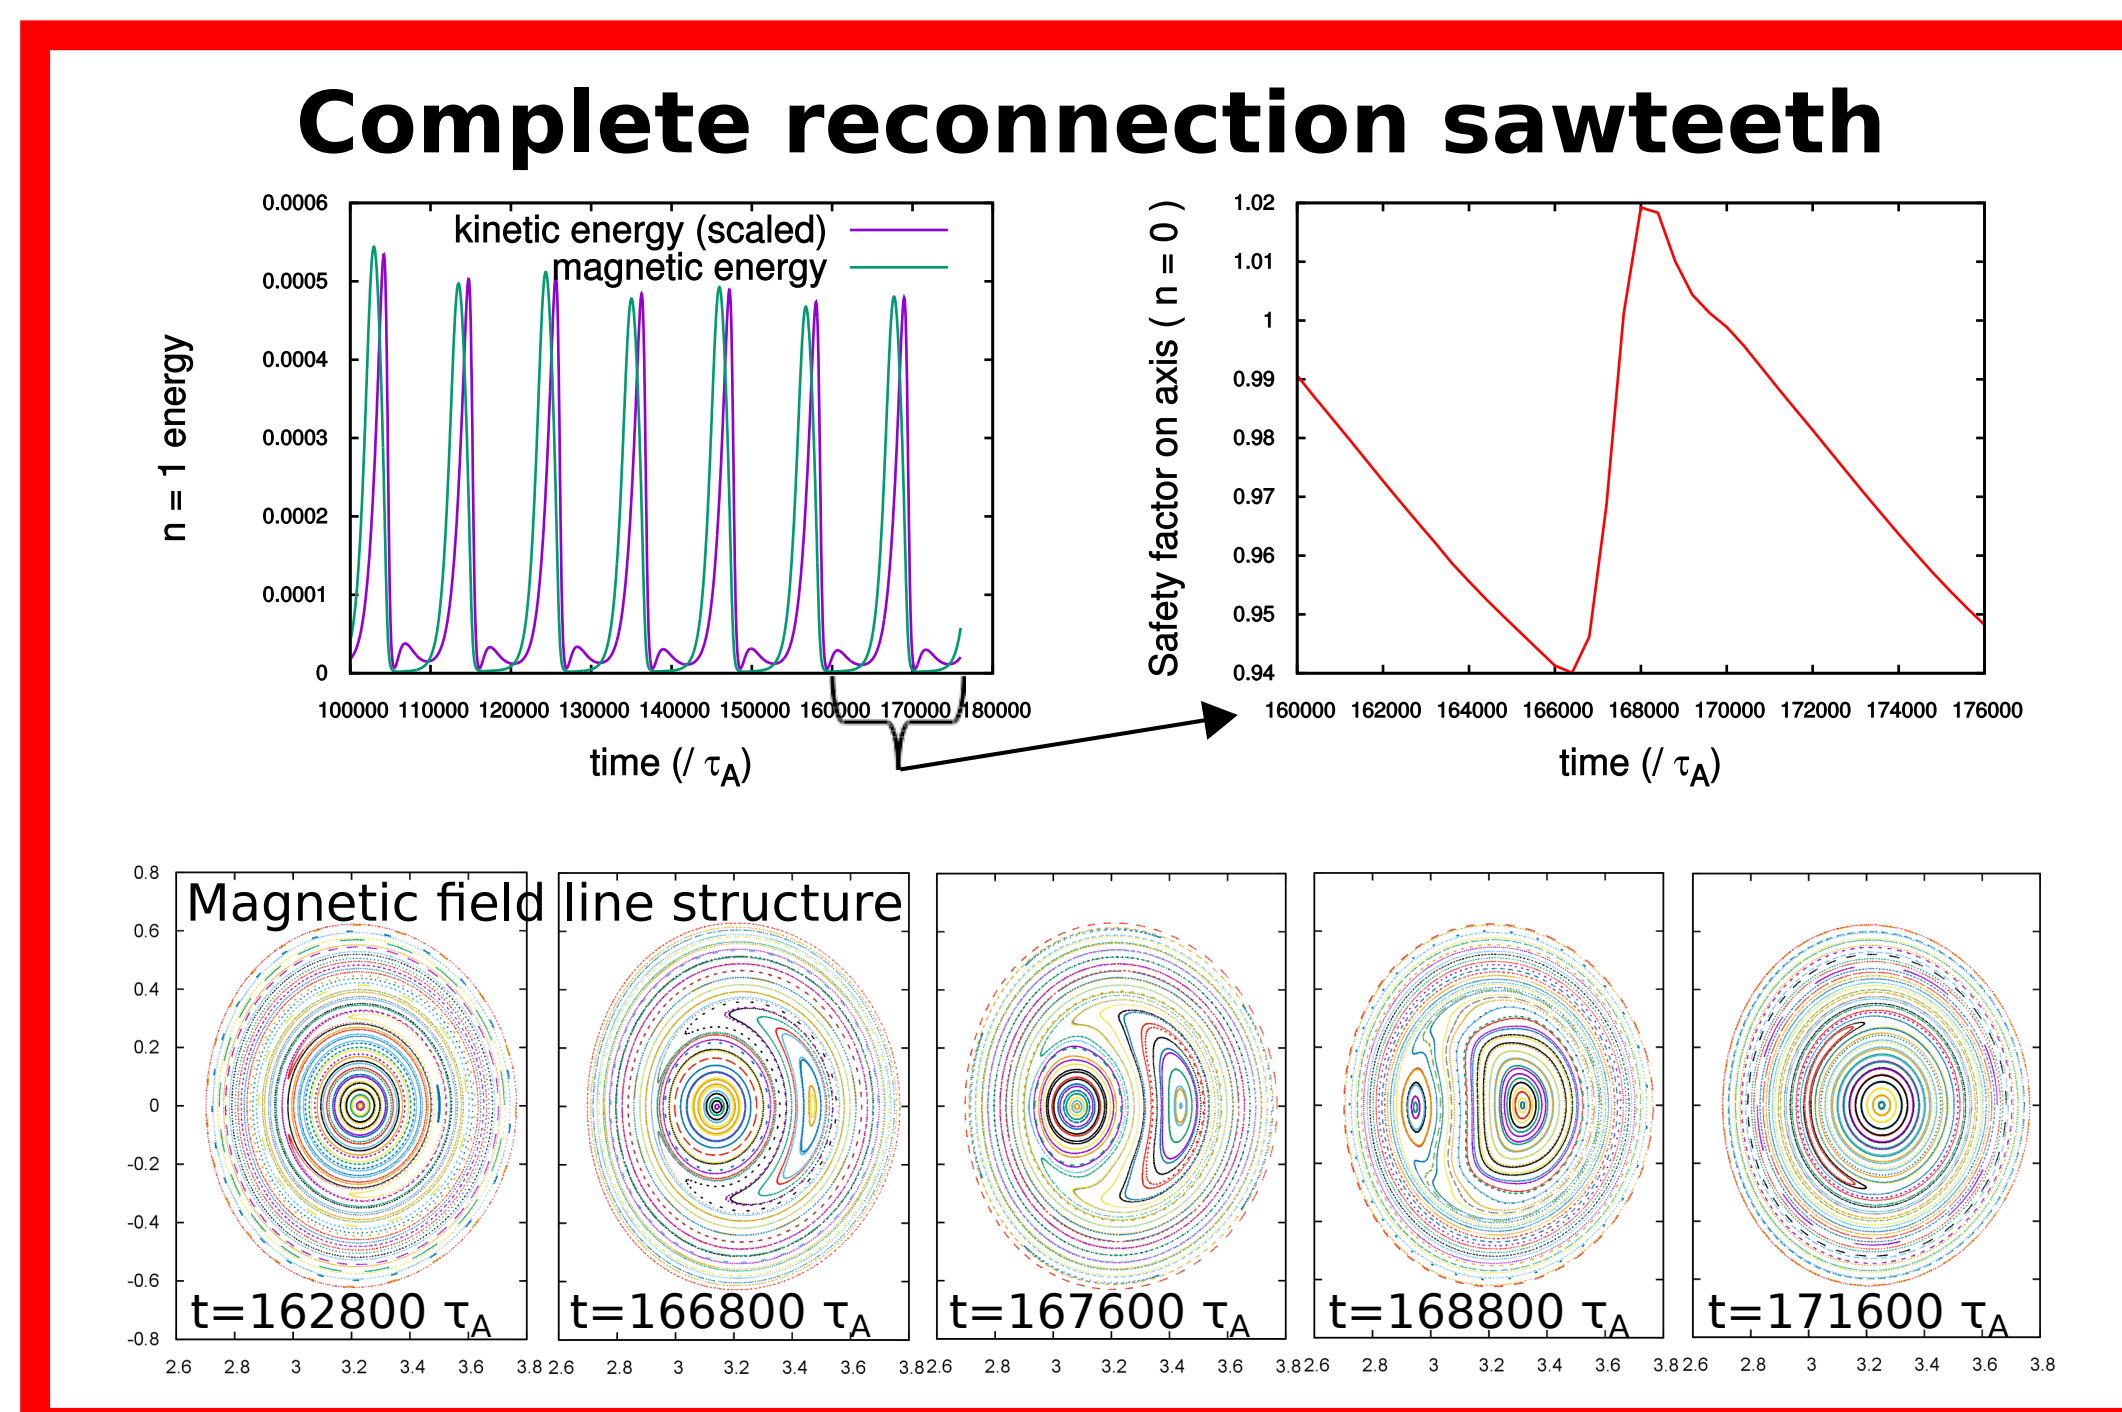 Complete reconnection sawteeth
n = 1 energy
0.0006
0.0005
0.0004
0.0003
0.0002
0.0001
0
kinetic energy (scaled)
magnetic energy
100000 110000 120000 130000 140000 150000 160000 170000 180000
time (/ τA)
Safety factor on axis ( n = 0 )
1.02
1.01
1
0.99
0.98
0.97
0.96
0.95
0.94
160000 162000 164000 166000 168000 170000 172000 174000 176000
time (/ τA)
Magnetic field line structure
0.8
0.6
0.4
0.2
0
-0.2
-0.4
-0.6
-0.8
t=162800 τA
t=166800 τA
t=167600 τA
t=168800 τA
t=171600 τA
2.6 2.8 3 3.2 3.4 3.6 3.8
2.6 2.8 3 3.2 3.4 3.6 3.8
2.6 2.8 3 3.2 3.4 3.6 3.8
2.6 2.8 3 3.2 3.4 3.6 3.8
2.6 2.8 3 3.2 3.4 3.6 3.8